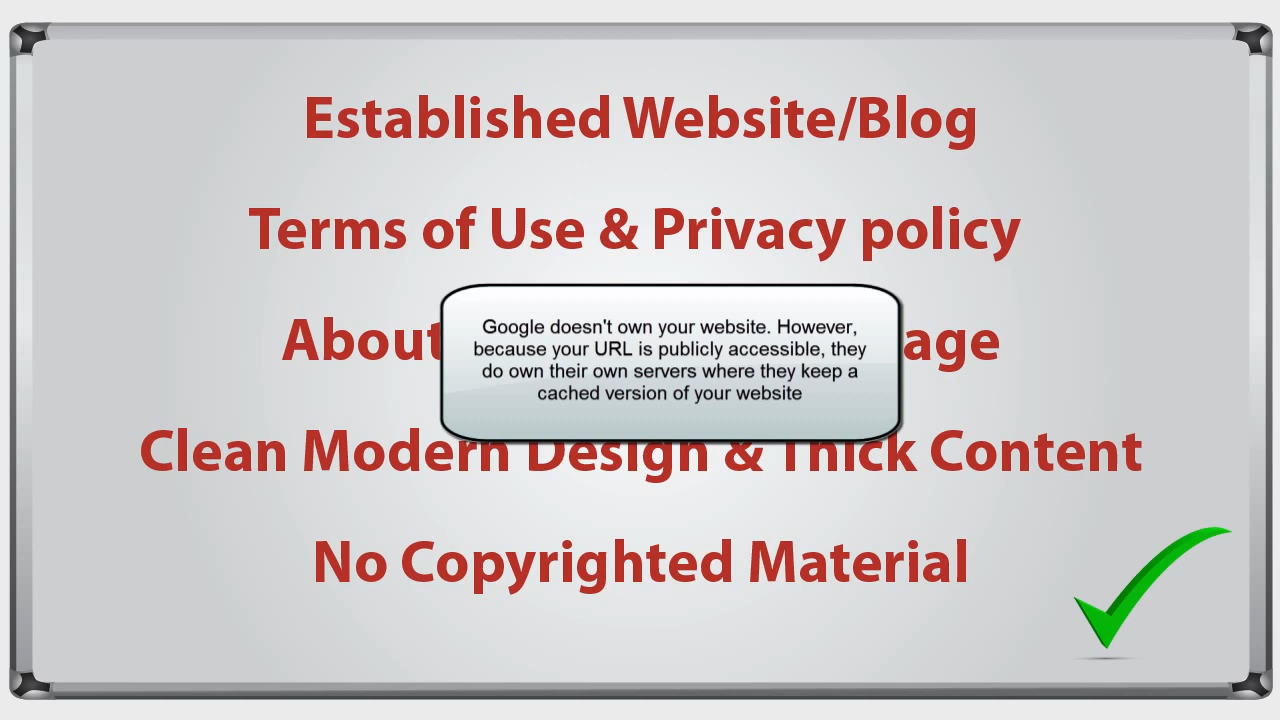 Established Website/Blog
Terms of Use & Privacy policy
About age
Google doesn't own your website. However,
because your URL is publicly accessible, they
do own their own servers where they keep a
cached version of your website
Clean Modern Design & Thick Content
No Copyrighted Material